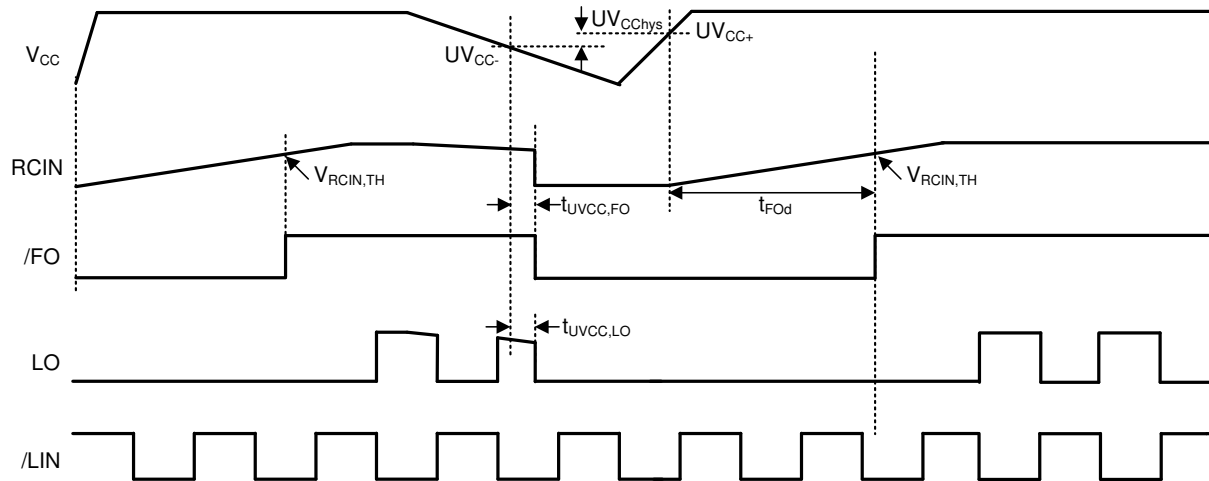 UVCChys
UVCC+
VCC
UVCC-
RCIN
VRCIN,TH
VRCIN,TH
tUVCC,FO
tFOd
/FO
tUVCC,LO
LO
/LIN